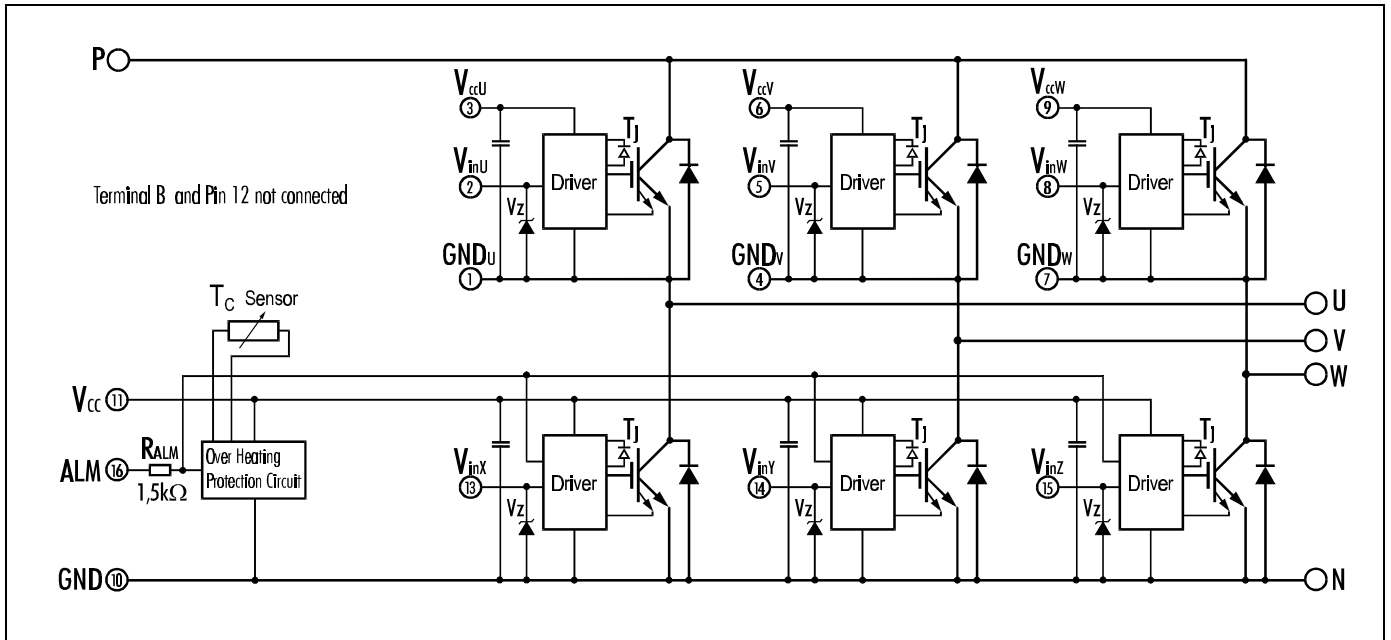 P
VccU
3
VinU
2
Vz
GNDU
1
Driver
Tj
VccV
6
VinV
5
Vz
GNDV
4
Driver
Tj
VccW
9
VinW
8
Vz
GNDW
7
Driver
Tj
Terminal B and Pin 12 not connected
U
V
W
TC Sensor
VCC 11
RALM
ALM 16
1,5kΩ
Over Heating
Protection Circuit
VinX
13
Vz
Driver
Tj
VinY
14
Vz
Driver
Tj
VinZ
15
Vz
Driver
Tj
GND 10
N